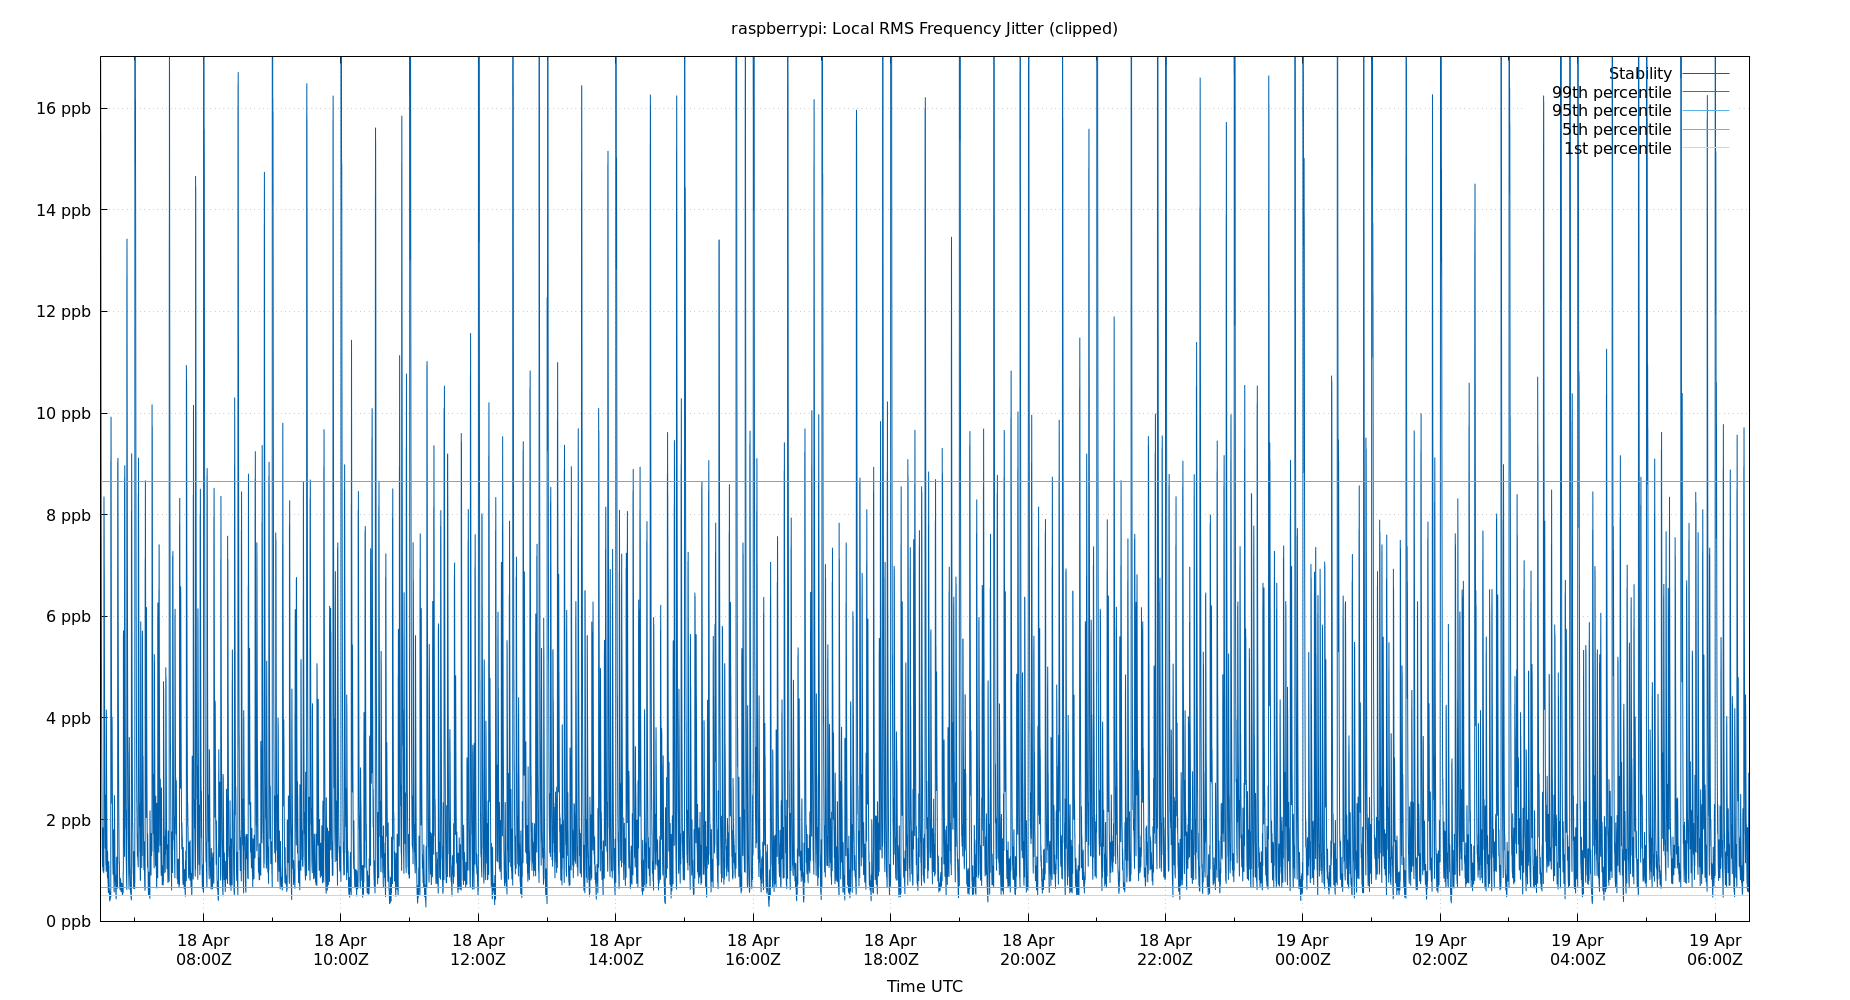 raspberrypi: Local RMS Frequency Jitter (clipped)
Stability
99th percentile
95th percentile
5th percentile
1st percentile
16 ppb
14 ppb
12 ppb
10 ppb
8 ppb
6 ppb
4 ppb
2 ppb
0 ppb
18 Apr 18 Apr 18 Apr 18 Apr 18 Apr 18 Apr 18 Apr 18 Apr 19 Apr 19 Apr 19 Apr 19 Apr
08:00Z 10:00Z 12:00Z 14:00Z 16:00Z 18:00Z 20:00Z 22:00Z 00:00Z 02:00Z 04:00Z 06:00Z
Time UTC